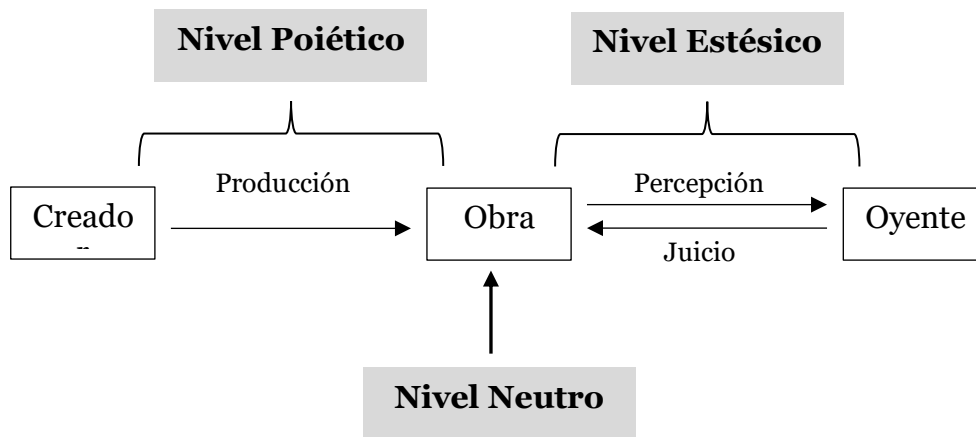 Nivel Poiético
Nivel Estésico
Producción
Percepción
Creado
Obra
Oyente
Juicio
Nivel Neutro